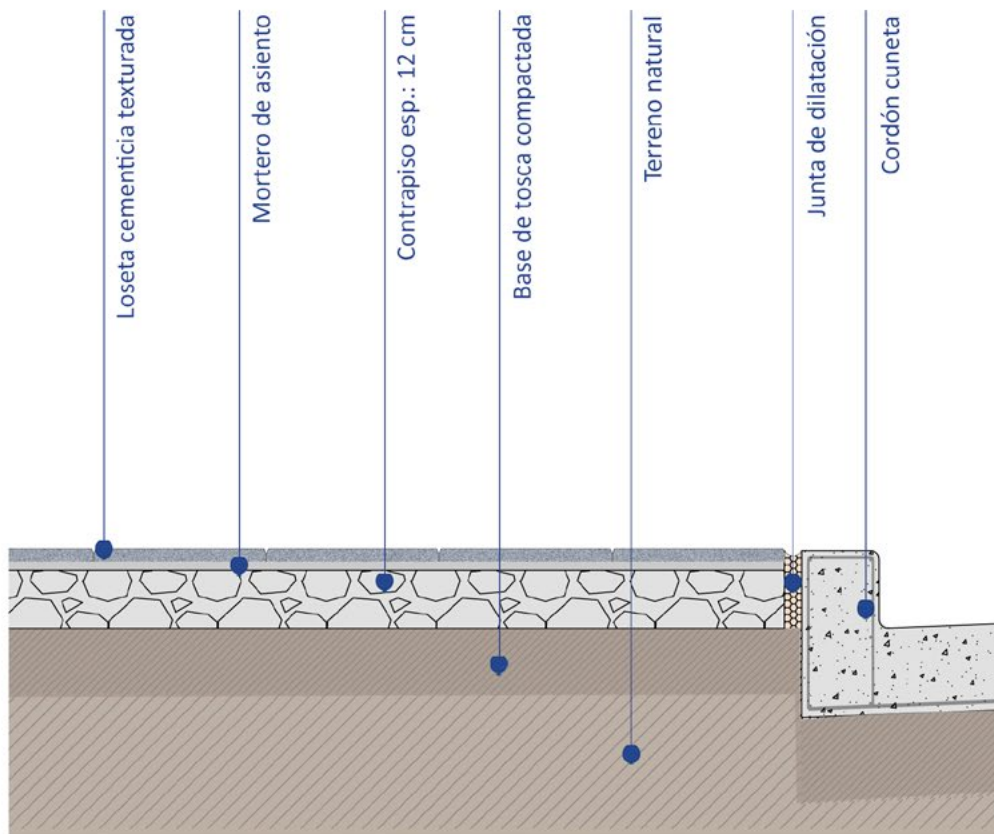 Loseta cementicia texturada
Mortero de asiento
Contrapiso esp.: 12 cm
Base de tosca compactada
Terreno natural
Junta de dilatación
Cordón cuneta